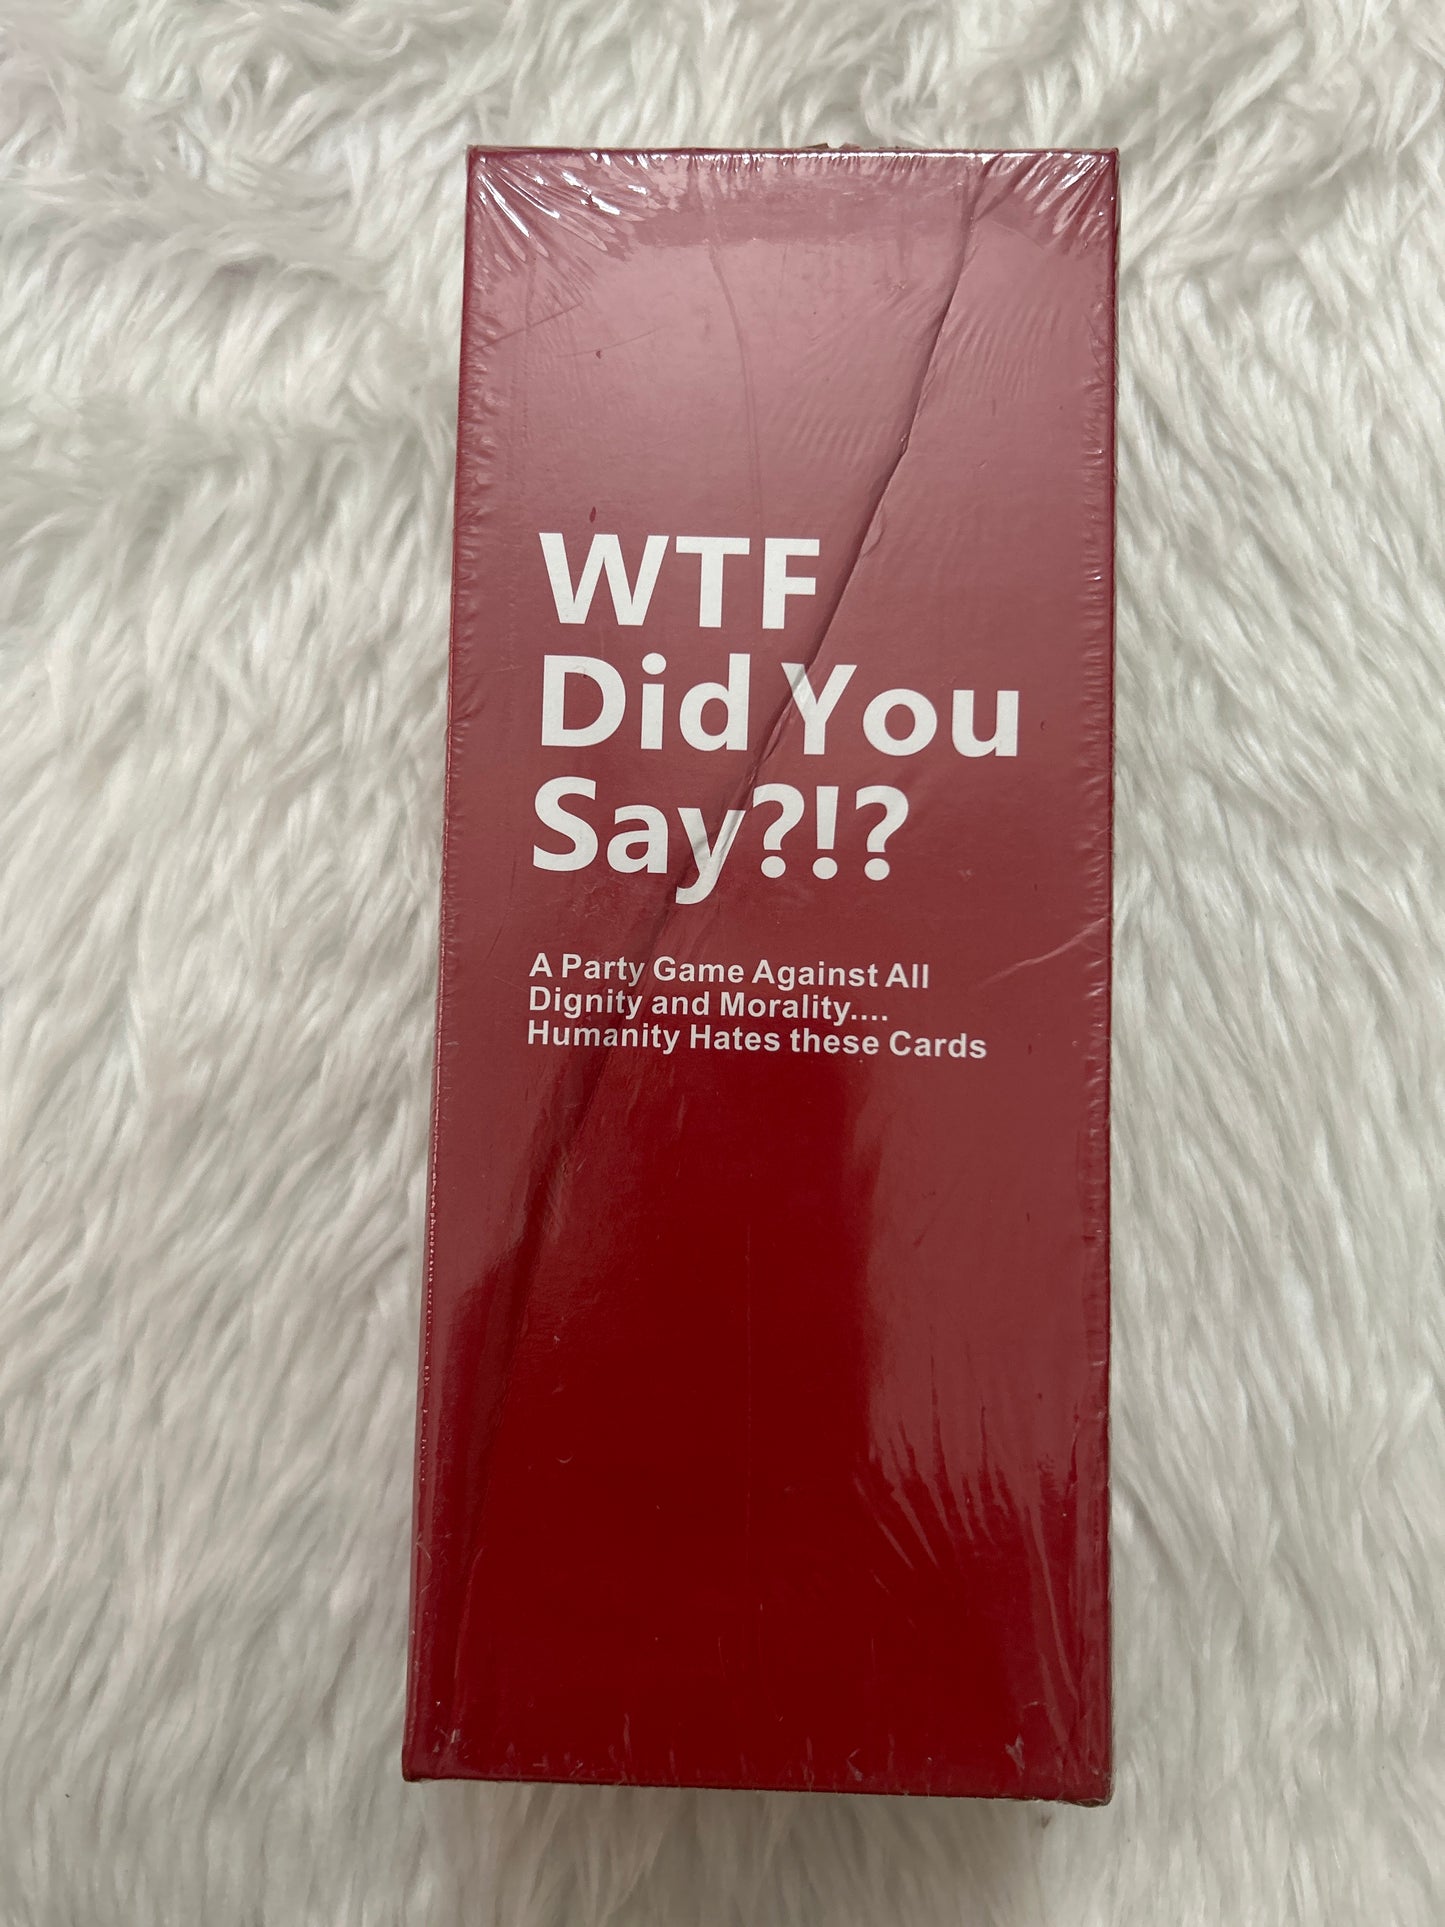 WTF
Did You
Say?!?
A Party Game Against All
Dignity and Morality....
Humanity Hates these Cards